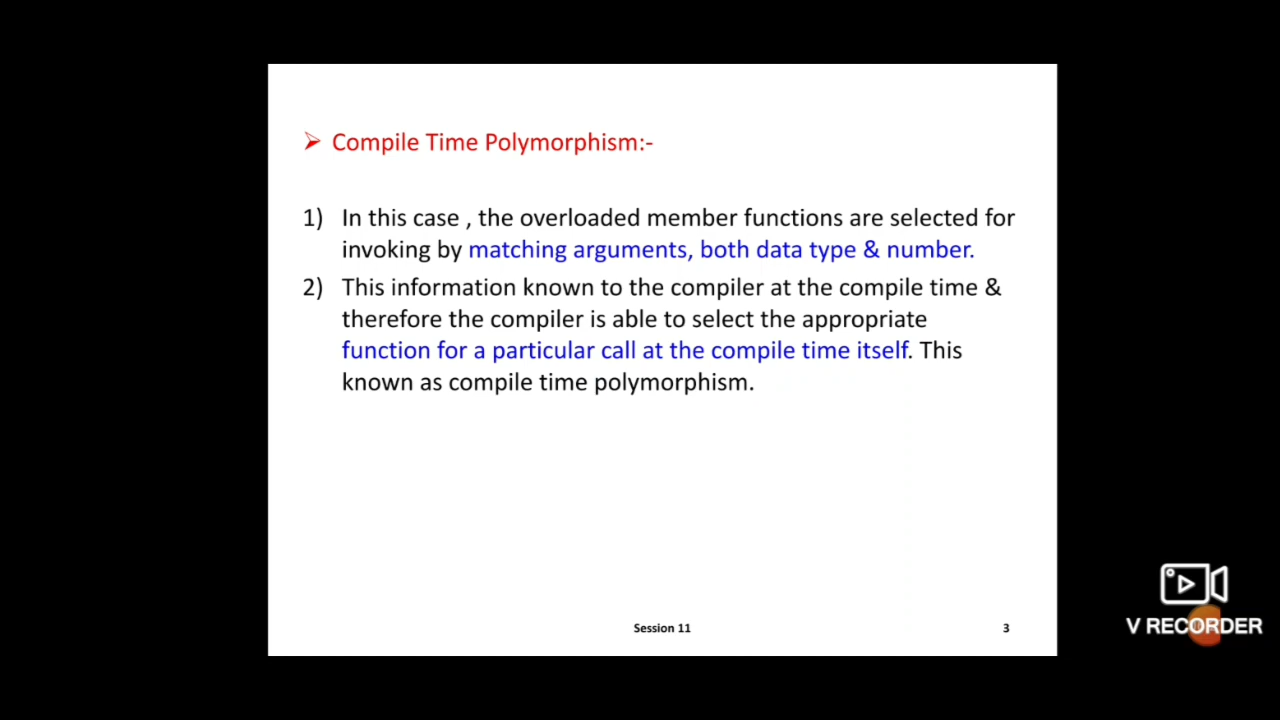 Compile Time Polymorphism:-
1) In this case , the overloaded member functions are selected for
invoking by matching arguments, both data type & number.
2) This information known to the compiler at the compile time &
therefore the compiler is able to select the appropriate
function for a particular call at the compile time itself. This
known as compile time polymorphism.
Session 11
3
V RECORDER